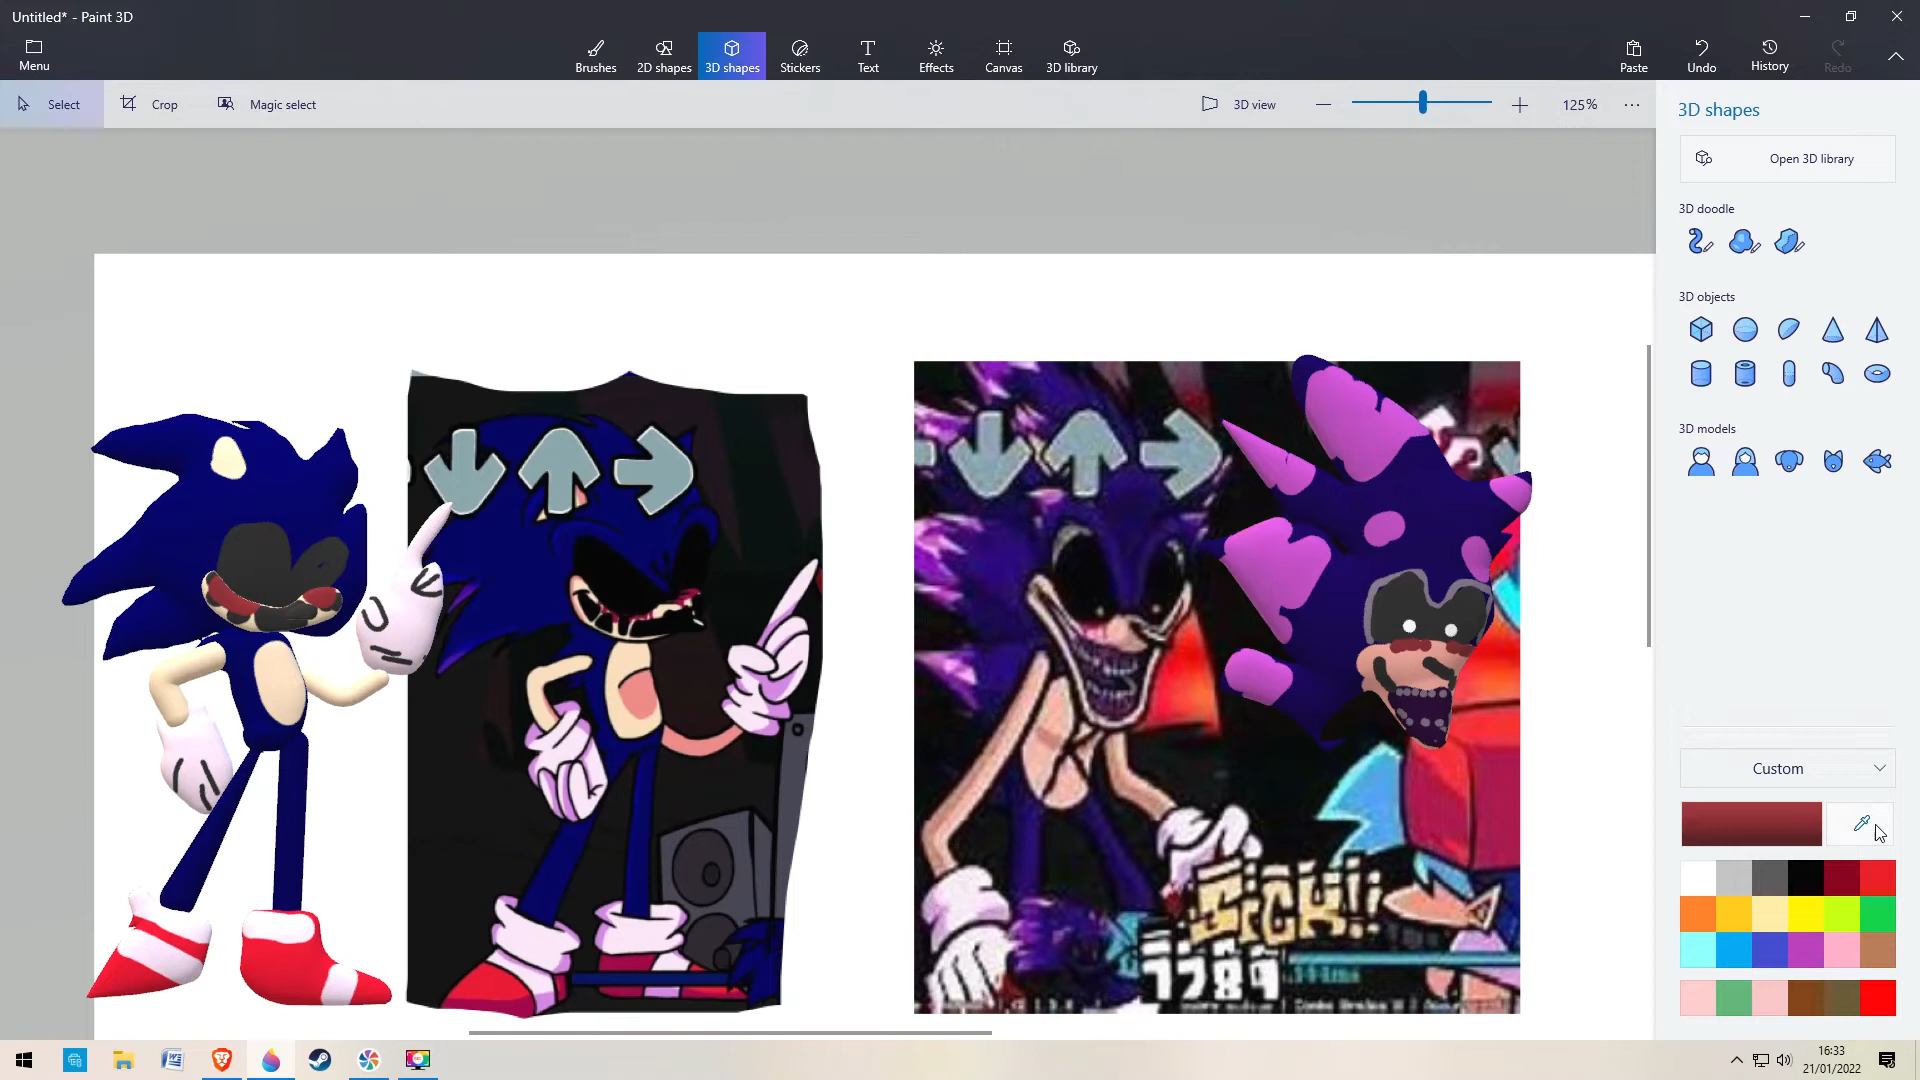 Untitled* - Paint 3D
Menu
Brushes
2D shapes
3D shapes
Stickers
Text
Effects
Canvas
3D library
Paste
Undo
History
Redo
Select
Crop
Magic select
3D view
125%
3D shapes
Open 3D library
3D doodle
3D objects
3D models
Custom
SICK!!
16:33
21/01/2022